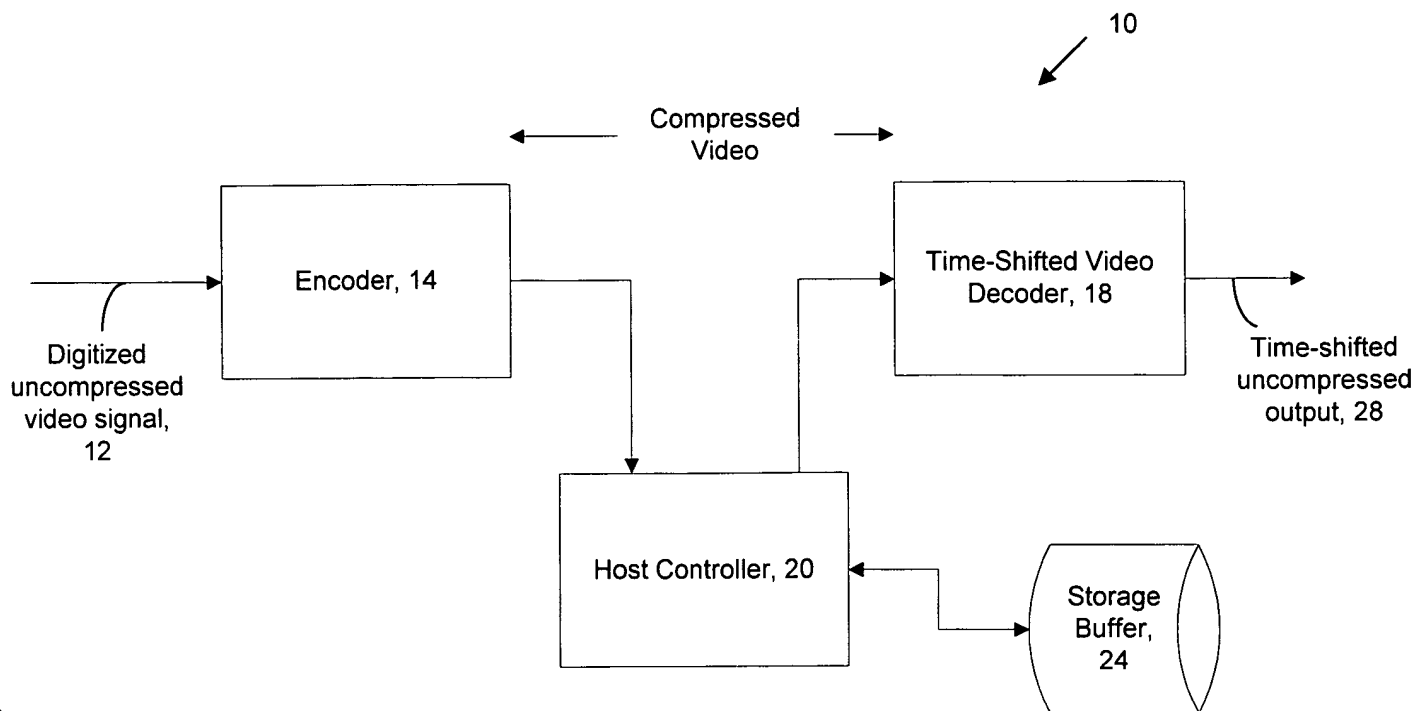 10
Compressed
Video
Encoder, 14
Time-Shifted Video
Decoder, 18
Digitized
uncompressed
video signal,
12
Time-shifted
uncompressed
output, 28
Host Controller, 20
Storage
Buffer,
24